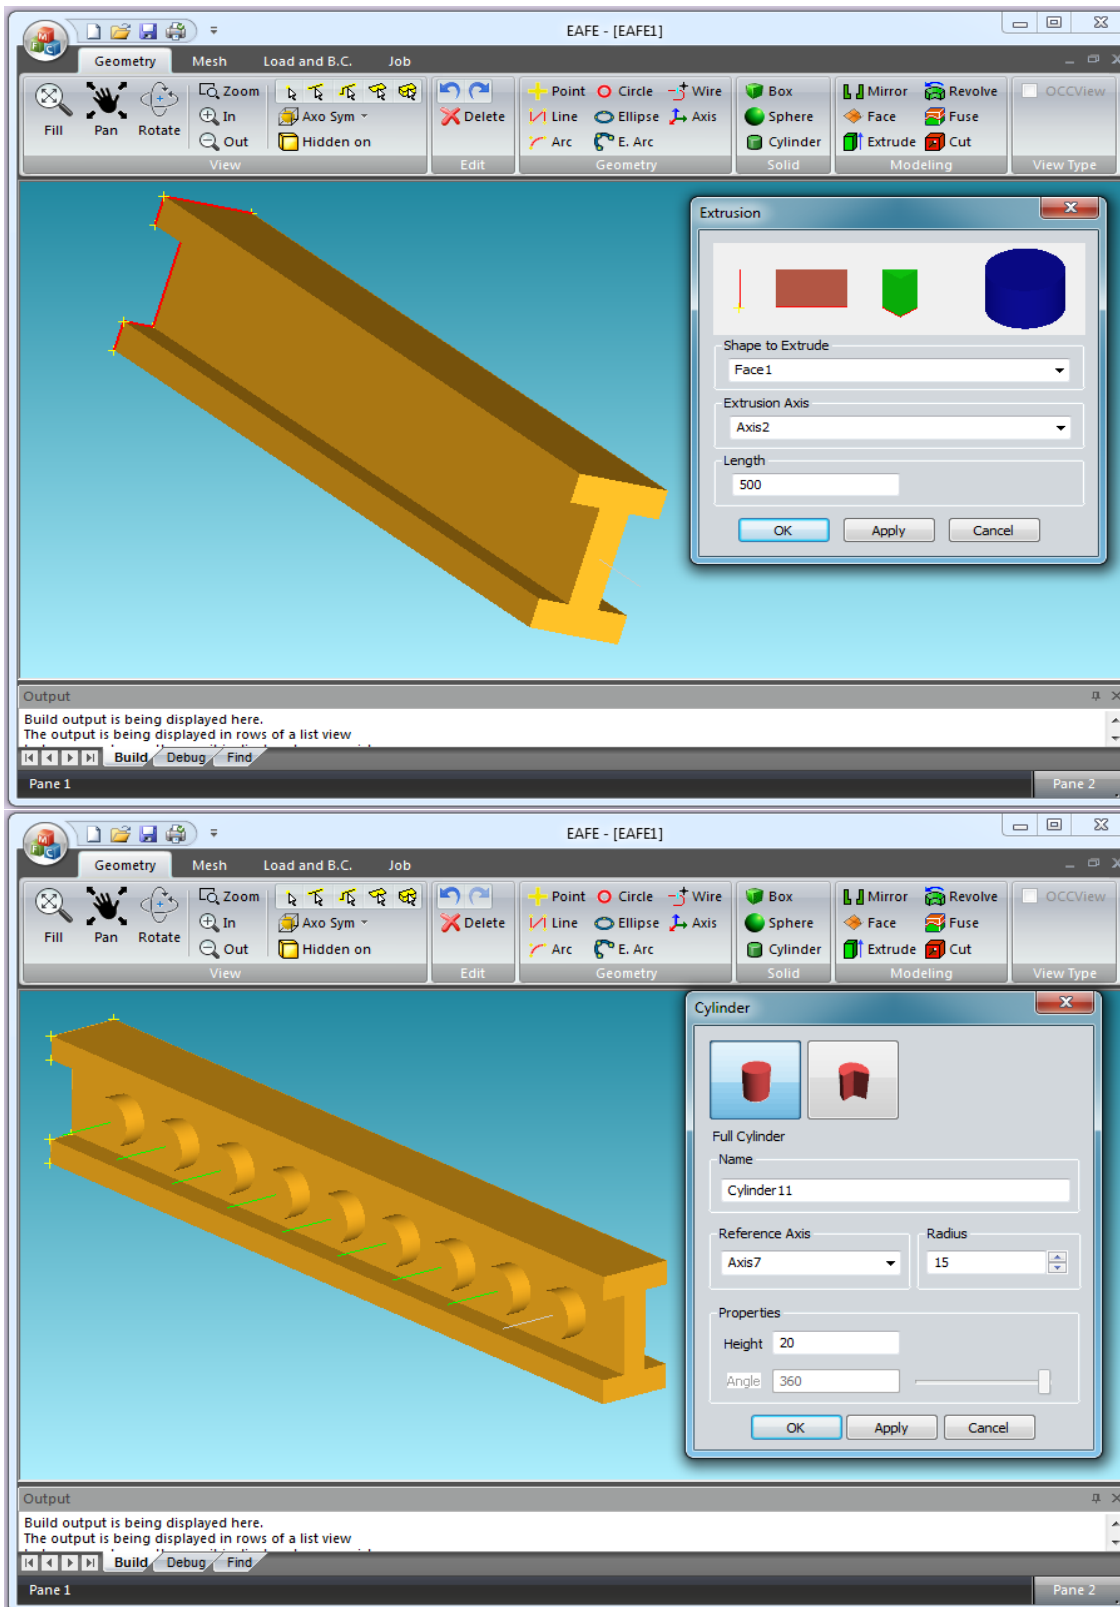 EAFE - [EAFE1]
Geometry Mesh Load and B.C. Job
Zoom Point Circle Wire Box Mirror Revolve OCCView
Fill Pan Rotate In Axo Sym Delete Line Ellipse Axis Sphere Face Fuse
Out Hidden on Arc E. Arc Cylinder Extrude Cut
View Edit Geometry Solid Modeling View Type
Extrusion
Shape to Extrude
Face1
Extrusion Axis
Axis2
Length
500
OK Apply Cancel
Output
Build output is being displayed here.
The output is being displayed in rows of a list view
Build Debug Find
Pane 1 Pane 2
EAFE - [EAFE1]
Geometry Mesh Load and B.C. Job
Zoom Point Circle Wire Box Mirror Revolve OCCView
Fill Pan Rotate In Axo Sym Delete Line Ellipse Axis Sphere Face Fuse
Out Hidden on Arc E. Arc Cylinder Extrude Cut
View Edit Geometry Solid Modeling View Type
Cylinder
Full Cylinder
Name
Cylinder11
Reference Axis Radius
Axis7 15
Properties
Height 20
Angle 360
OK Apply Cancel
Output
Build output is being displayed here.
The output is being displayed in rows of a list view
Build Debug Find
Pane 1 Pane 2